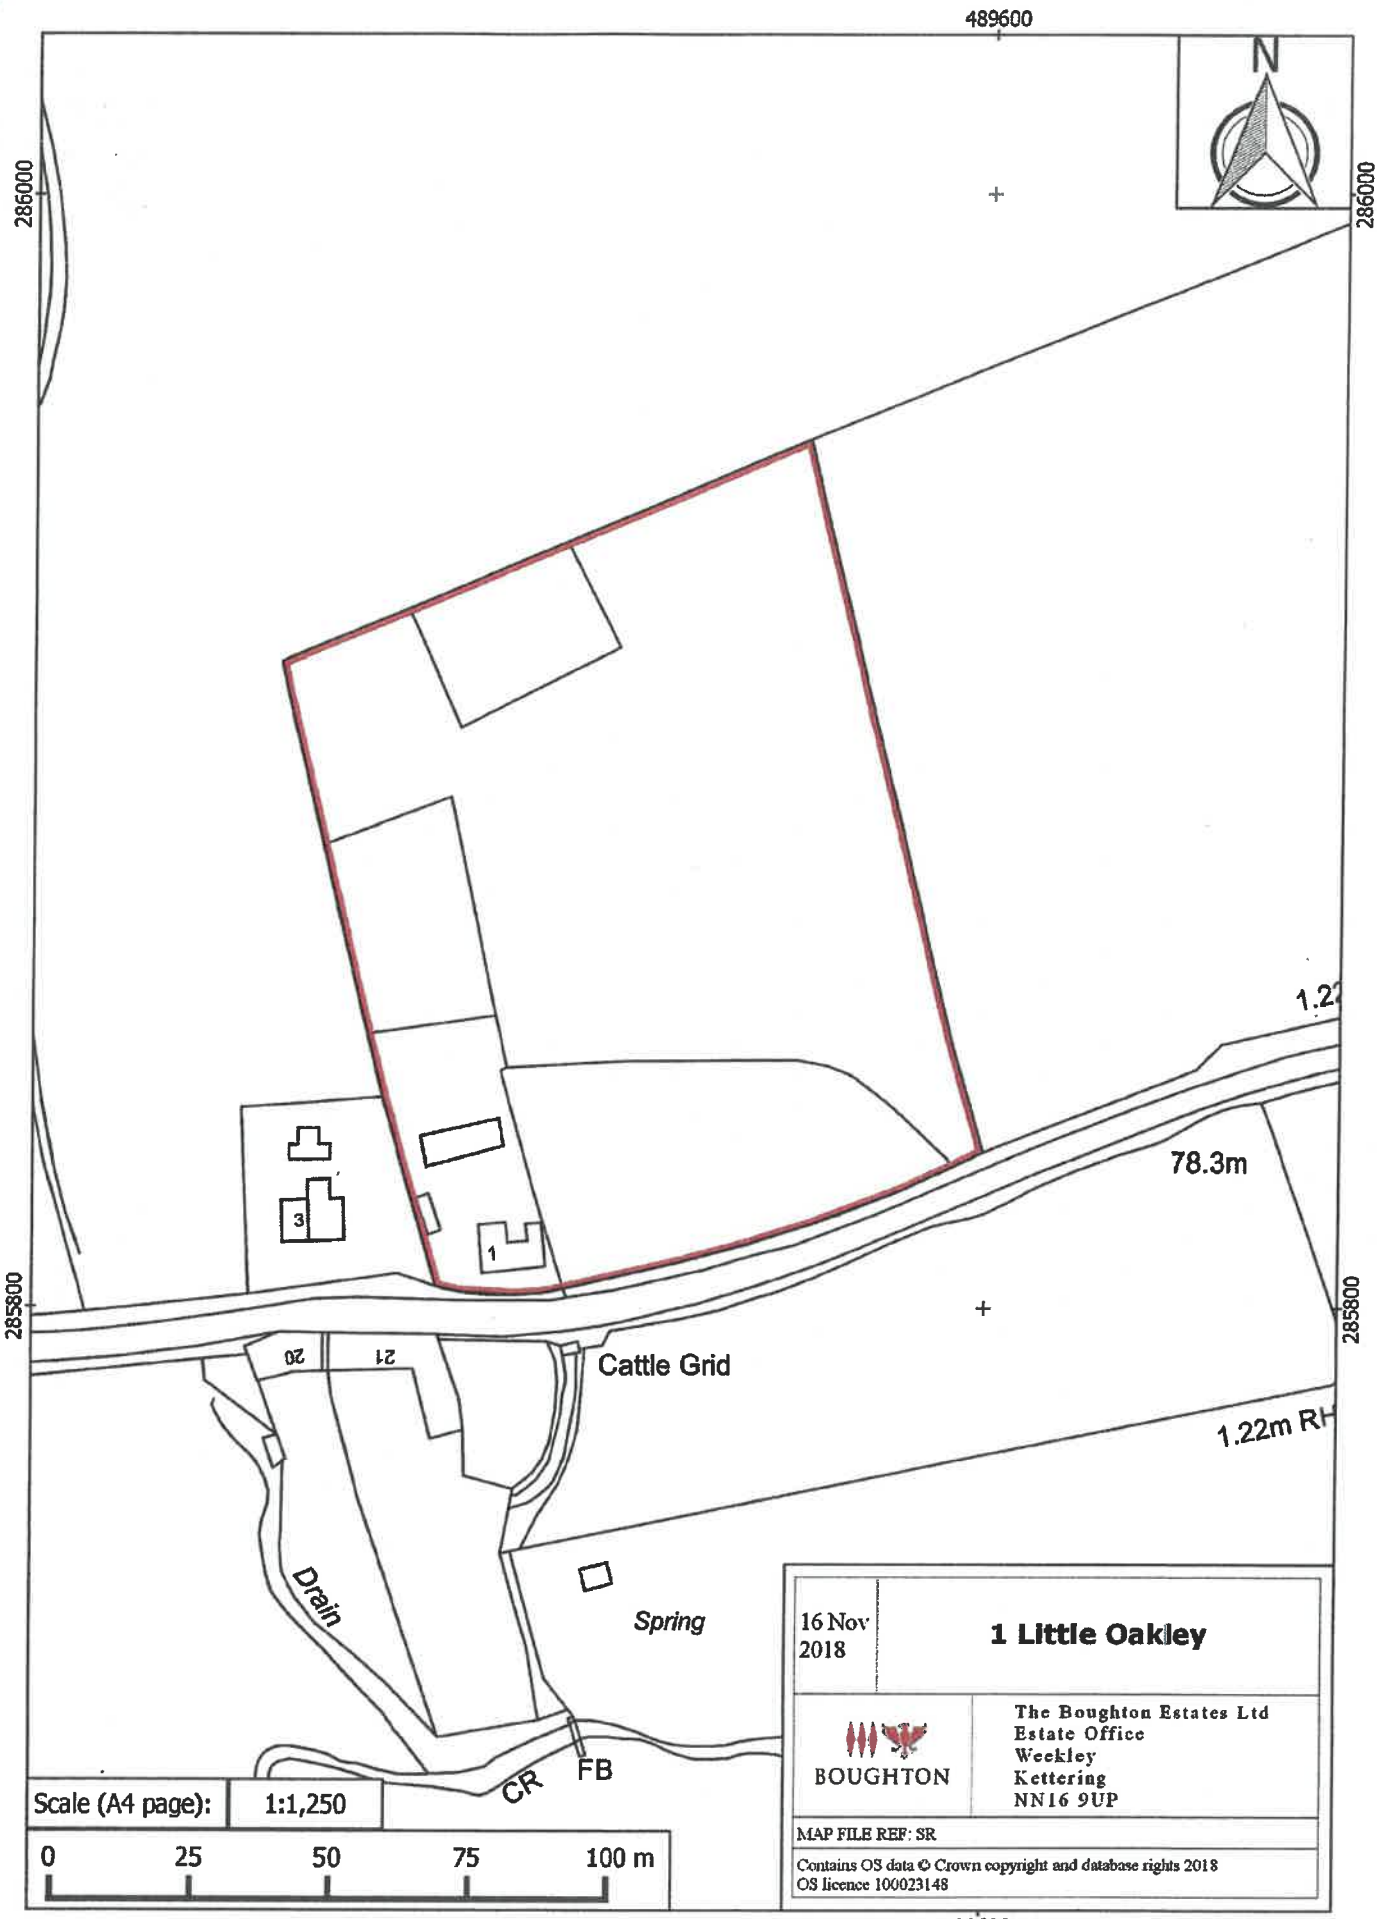 489600
N
286000
286000
1.22
78.3m
3
1
285800
285800
20
21
Cattle Grid
1.22m RH
Drain
Spring
FB
CR
16 Nov
2018
1 Little Oakley
BOUGHTON
The Boughton Estates Ltd
Estate Office
Weekley
Kettering
NN16 9UP
MAP FILE REF: SR
Contains OS data © Crown copyright and database rights 2018
OS licence 100023148
Scale (A4 page):
1:1,250
0 25 50 75 100 m